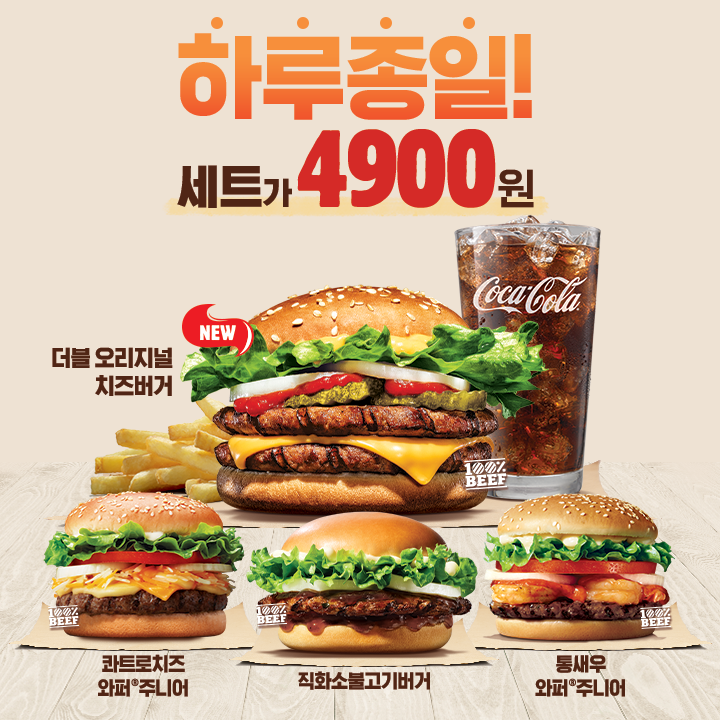 하루종일!
세트가 4900원
Coca-Cola
NEW
더블 오리지널
치즈버거
100% BEEF
100% BEEF
100% BEEF
100% BEEF
콰트로치즈
와퍼®주니어
직화소불고기버거
통새우
와퍼®주니어